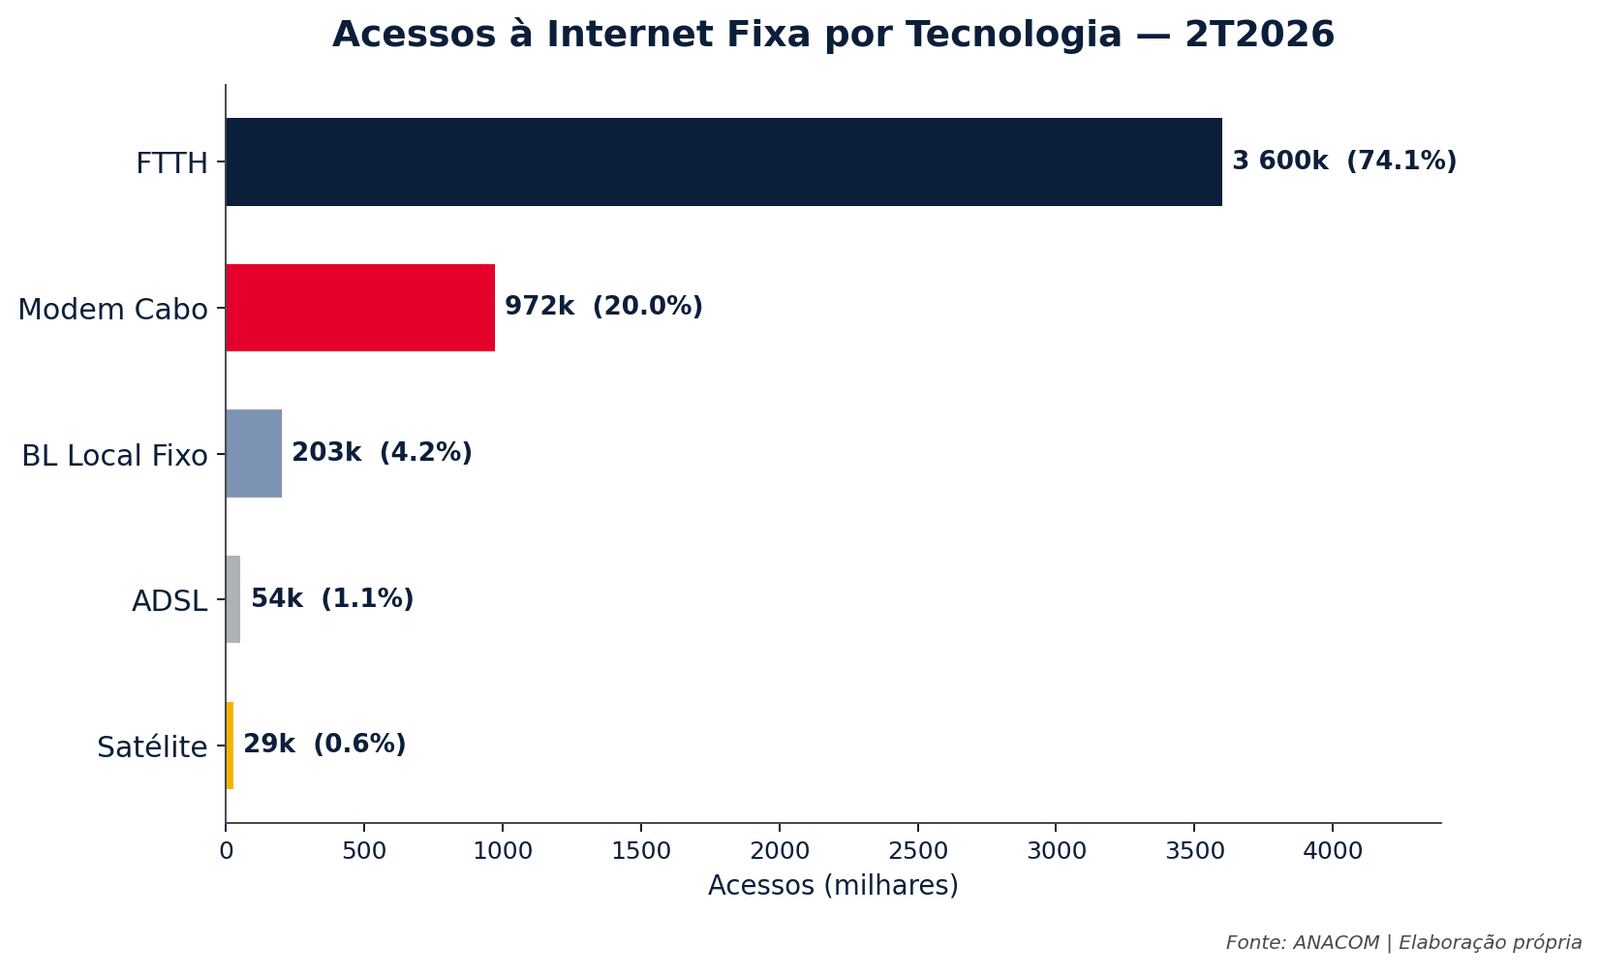 Acessos à Internet Fixa por Tecnologia — 2T2026
FTTH
3 600k (74.1%)
Modem Cabo
972k (20.0%)
BL Local Fixo
203k (4.2%)
ADSL
54k (1.1%)
Satélite
29k (0.6%)
0 500 1000 1500 2000 2500 3000 3500 4000
Acessos (milhares)
Fonte: ANACOM | Elaboração própria